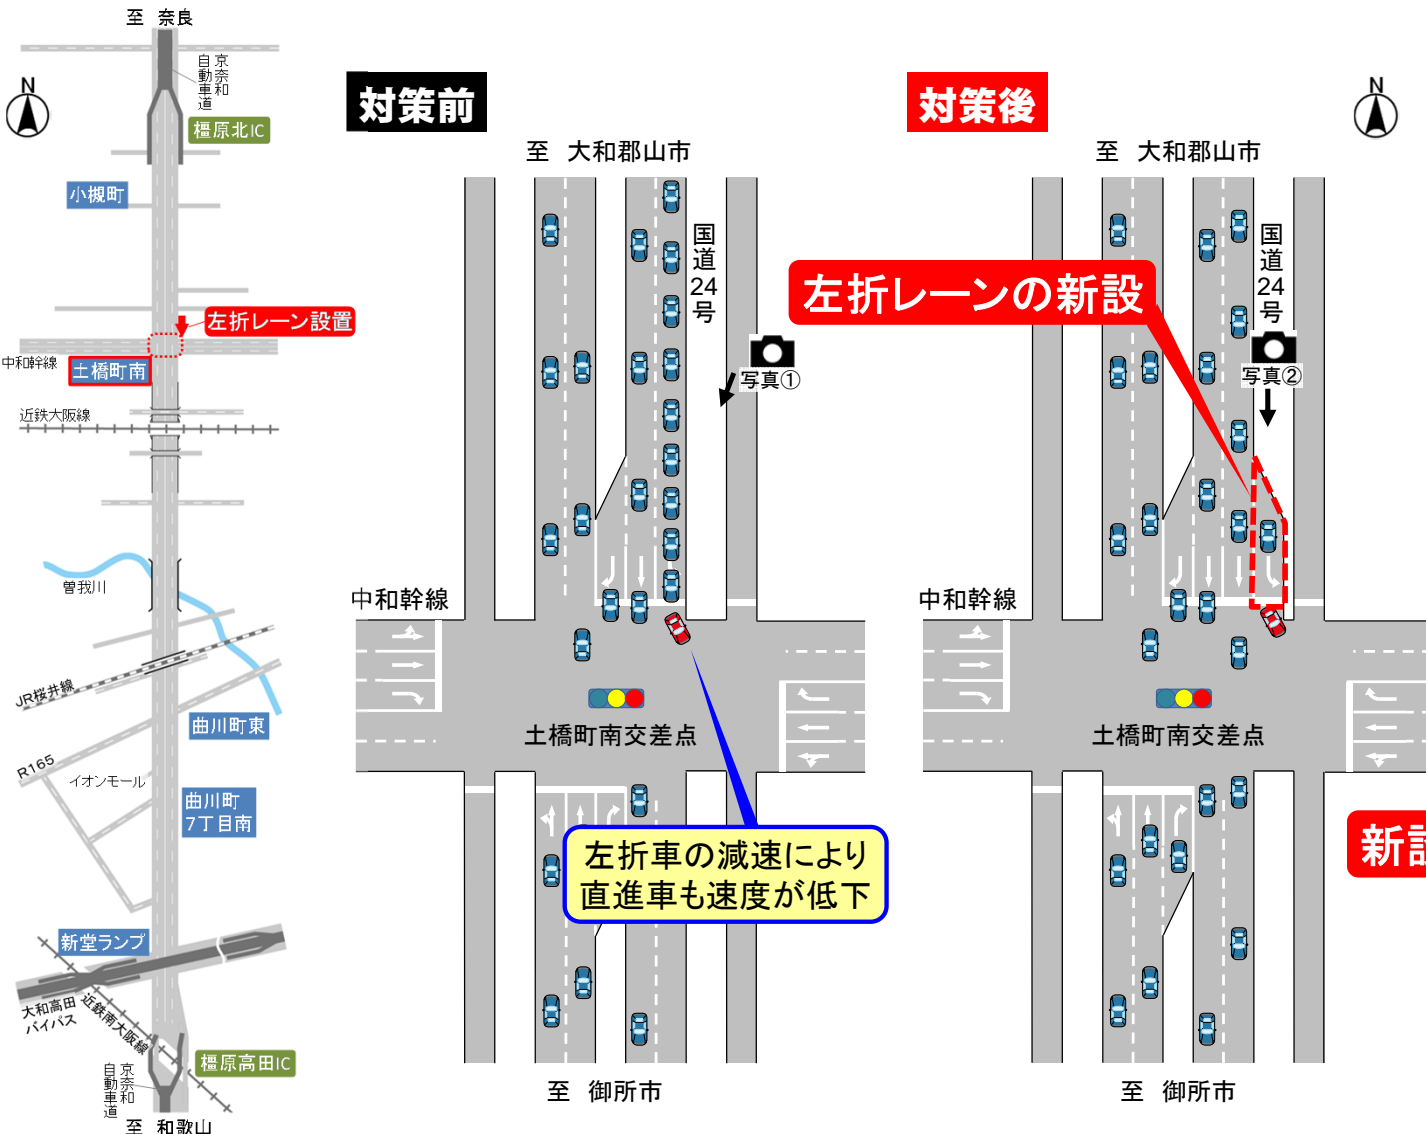 至 奈良
N
京奈和
自動車道
橿原北IC
小槻町
左折レーン設置
中和幹線
土橋町南
近鉄大阪線
曽我川
JR桜井線
曲川町東
R165
イオンモール
曲川町
7丁目南
新堂ランプ
大和高田
バイパス
近鉄南大阪線
橿原高田IC
京奈和
自動車道
至 和歌山
対策前
至 大和郡山市
国道24号
写真①
中和幹線
土橋町南交差点
左折車の減速により
直進車も速度が低下
至 御所市
対策後
N
至 大和郡山市
国道24号
左折レーンの新設
写真②
中和幹線
土橋町南交差点
新設
至 御所市